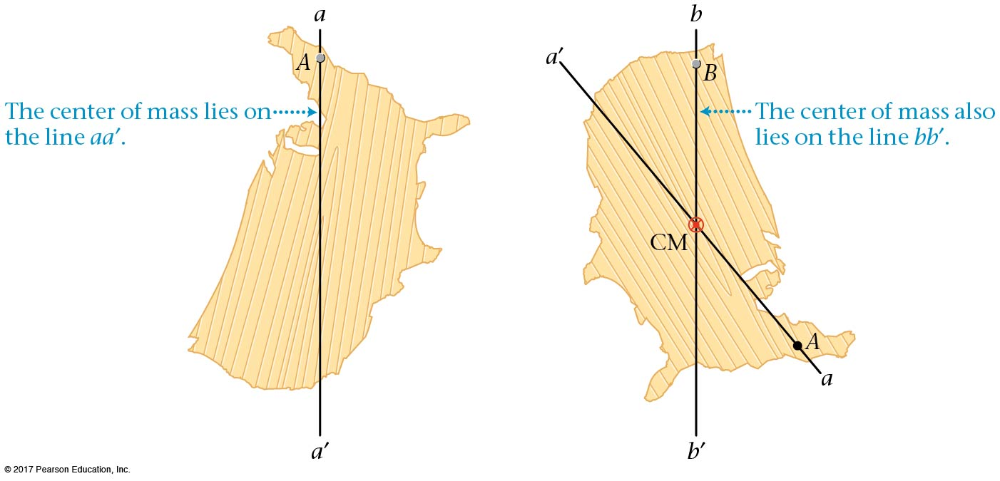 a
A
The center of mass lies on
the line aa′.
a′
b
a′
B
The center of mass also
lies on the line bb′.
CM
A
a
b′
© 2017 Pearson Education, Inc.